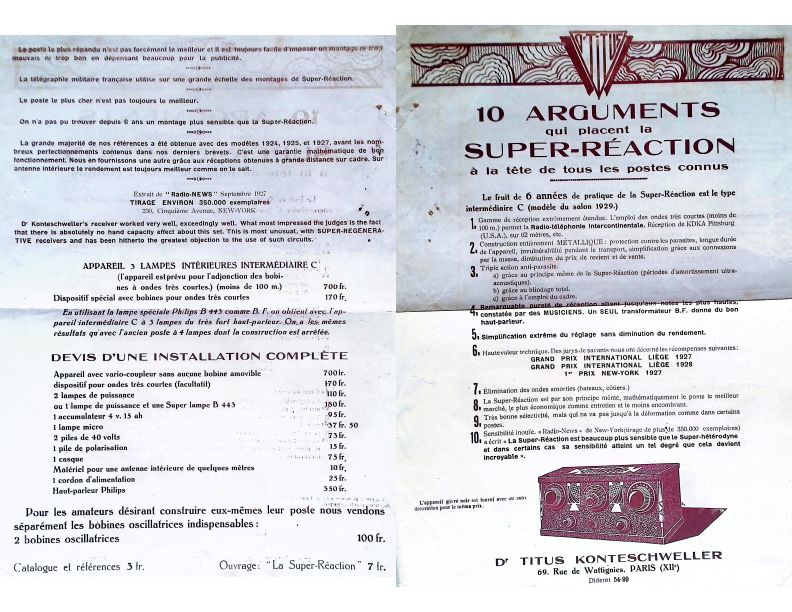 Le poste le plus répandu n'est pas forcément le meilleur et il est toujours facile d'imposer un montage ni trop
mauvais ni trop bon en dépensant beaucoup pour la publicité.
La télégraphie militaire française utilise sur une grande échelle des montages de Super-Réaction.
Le poste le plus cher n'est pas toujours le meilleur.
On n'a pas pu trouver depuis 6 ans un montage plus sensible que la Super-Réaction.
La grande majorité de nos références a été obtenue avec des modèles 1924, 1925, et 1927, avant les nom-
breux perfectionnements contenus dans nos derniers brevets. C'est une garantie mathématique de bon
fonctionnement. Nous en fournissons une autre grâce aux réceptions obtenues à grande distance sur cadre. Sur
antenne intérieure le rendement est toujours meilleur comme on le sait.
Extrait de "Radio-NEWS" Septembre 1927
TIRAGE ENVIRON 350.000 exemplaires
230, Cinquième Avenue, NEW-YORK
Dr Konteschweller's receiver worked very well, exceedingly well. What most impressed the judges is the fact
that there is absolutely no hand capacity effect about this set. This is most unusual, with SUPER-REGENERA-
TIVE receivers and has been hitherto the greatest objection to the use of such circuits.
APPAREIL 3 LAMPES INTÉRIEURES INTERMÉDIAIRE C
(l'appareil est prévu pour l'adjonction des bobi-
nes à ondes très courtes.) (moins de 100 m.) 700 fr.
Dispositif spécial avec bobines pour ondes très courtes 170 fr.
En utilisant la lampe spéciale Philips B 443 comme B. F. on obtient avec l'ap-
pareil intermédiaire C à 3 lampes du très fort haut-parleur. On a les mêmes
résultats qu'avec l'ancien poste à 4 lampes dont la construction est arrêtée.
DEVIS D'UNE INSTALLATION COMPLÈTE
Appareil avec vario-coupleur sans aucune bobine amovible 700 fr.
dispositif pour ondes très courtes (facultatif) 170 fr.
2 lampes de puissance 110 fr.
ou 1 lampe de puissance et une Super lampe B 443 180 fr.
1 accumulateur 4 v. 15 ah 95 fr.
1 lampe micro 37 fr. 50
2 piles de 40 volts 73 fr.
1 pile de polarisation 15 fr.
1 casque 75 fr.
Matériel pour une antenne intérieure de quelques mètres 10 fr.
1 cordon d'alimentation 25 fr.
Haut-parleur Philips 350 fr.
Pour les amateurs désirant construire eux-mêmes leur poste nous vendons
séparément les bobines oscillatrices indispensables :
2 bobines oscillatrices 100 fr.
Catalogue et références 3 fr. Ouvrage: "La Super-Réaction" 7 fr.
TITUS
10 ARGUMENTS
qui placent la
SUPER-RÉACTION
à la tête de tous les postes connus
Le fruit de 6 années de pratique de la Super-Réaction est le type
intermédiaire C (modèle du salon 1929.)
1. Gamme de réception extrêmement étendue. L'emploi des ondes très courtes (moins de
100 m.) permet la Radio-téléphonie intercontinentale. Réception de KDKA Pittsburg
(U.S.A.), sur 62 mètres, etc.
2. Construction entièrement MÉTALLIQUE : protection contre les parasites, longue durée
de l'appareil, invulnérabilité pendant le transport, simplification grâce aux connexions
par la masse, diminution du prix de revient et de vente.
3. Triple action anti-parasite.
a) grâce au principe même de la Super-Réaction (périodes d'amortissement ultra-
acoustiques).
b) grâce au blindage total.
c) grâce à l'emploi du cadre.
4. Remarquable pureté de réception allant jusqu'aux notes les plus hautes,
constatée par des MUSICIENS. Un SEUL transformateur B.F. donne du bon
haut-parleur.
5. Simplification extrême du réglage sans diminution du rendement.
6. Haute valeur technique. Des jurys de savants nous ont décerné les récompenses suivantes :
GRAND PRIX INTERNATIONAL LIÈGE 1927
GRAND PRIX INTERNATIONAL LIÈGE 1928
1er PRIX NEW-YORK 1927
7. Élimination des ondes amorties (bateaux, côtiers.)
8. La Super-Réaction est par son principe même, mathématiquement le poste le meilleur
marché, le plus économique comme entretien et le moins encombrant.
9. Très bonne sélectivité, mais qui ne va pas jusqu'à la déformation comme dans certains
postes.
10. Sensibilité inouïe. «Radio-News» de New-York (tirage de plus de 350.000 exemplaires)
a écrit «La Super-Réaction est beaucoup plus sensible que le Super-hétérodyne
et dans certains cas sa sensibilité atteint un tel degré que cela devient
incroyable».
L'appareil givré noir est fourni avec ou sans
décoration pour le même prix.
Dr TITUS KONTESCHWELLER
69, Rue de Wattignies, PARIS (XIIe)
Diderot 54-99